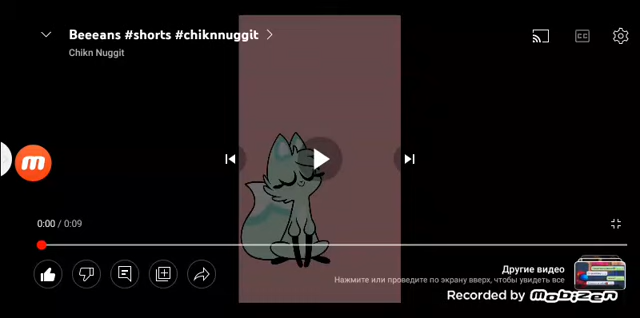 Beeeans #shorts #chiknnuggit
Chikn Nuggit
CC
m
0:00 / 0:09
Другие видео
Нажмите или проведите по экрану вверх, чтобы увидеть все
Recorded by Mobizen